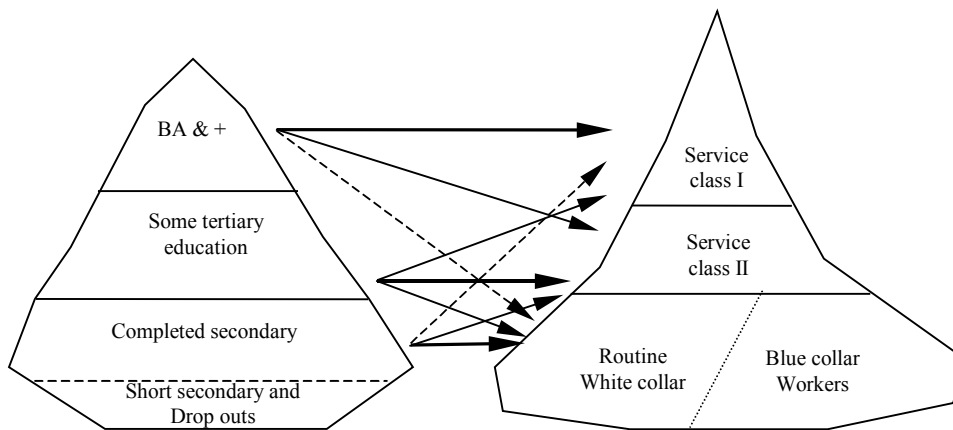 BA & +
Some tertiary
education
Completed secondary
Short secondary and
Drop outs
Service
class I
Service
class II
Routine
White collar
Blue collar
Workers